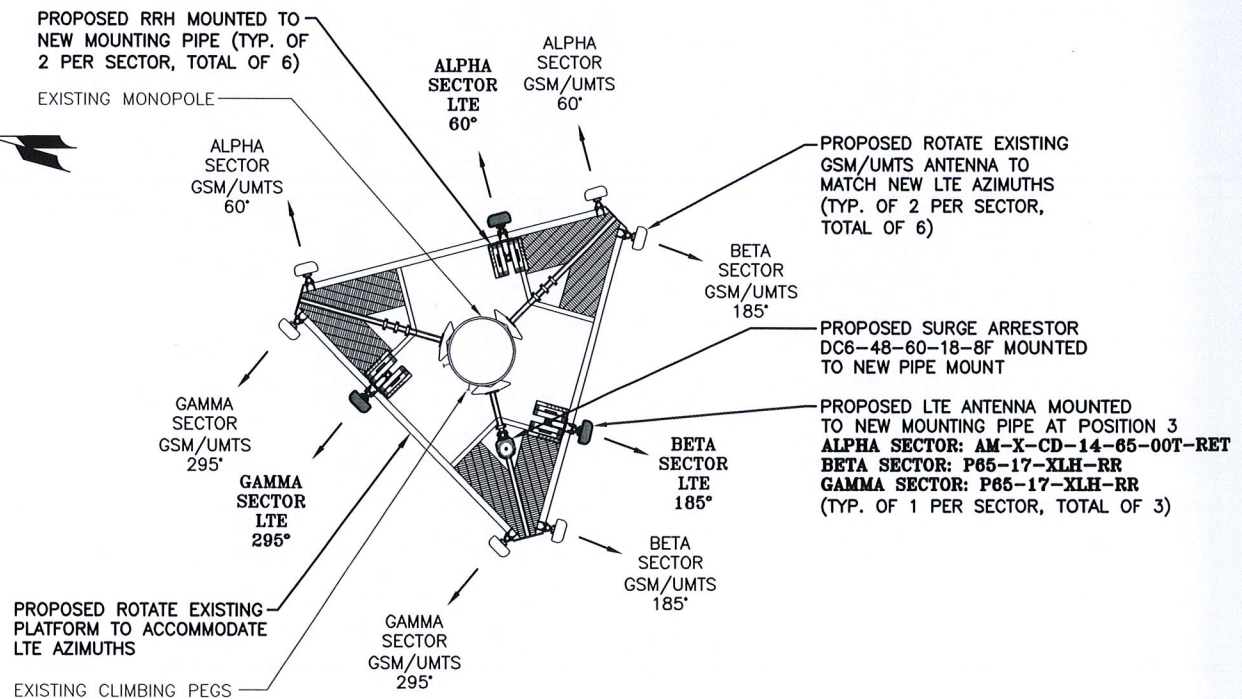 PROPOSED RRH MOUNTED TO
NEW MOUNTING PIPE (TYP. OF
2 PER SECTOR, TOTAL OF 6)
EXISTING MONOPOLE
ALPHA
SECTOR
GSM/UMTS
60°
ALPHA
SECTOR
LTE
60°
ALPHA
SECTOR
GSM/UMTS
60°
PROPOSED ROTATE EXISTING
GSM/UMTS ANTENNA TO
MATCH NEW LTE AZIMUTHS
(TYP. OF 2 PER SECTOR,
TOTAL OF 6)
BETA
SECTOR
GSM/UMTS
185°
PROPOSED SURGE ARRESTOR
DC6-48-60-18-8F MOUNTED
TO NEW PIPE MOUNT
PROPOSED LTE ANTENNA MOUNTED
TO NEW MOUNTING PIPE AT POSITION 3
ALPHA SECTOR: AM-X-CD-14-65-00T-RET
BETA SECTOR: P65-17-XLH-RR
GAMMA SECTOR: P65-17-XLH-RR
(TYP. OF 1 PER SECTOR, TOTAL OF 3)
GAMMA
SECTOR
GSM/UMTS
295°
GAMMA
SECTOR
LTE
295°
BETA
SECTOR
LTE
185°
BETA
SECTOR
GSM/UMTS
185°
GAMMA
SECTOR
GSM/UMTS
295°
PROPOSED ROTATE EXISTING
PLATFORM TO ACCOMMODATE
LTE AZIMUTHS
EXISTING CLIMBING PEGS